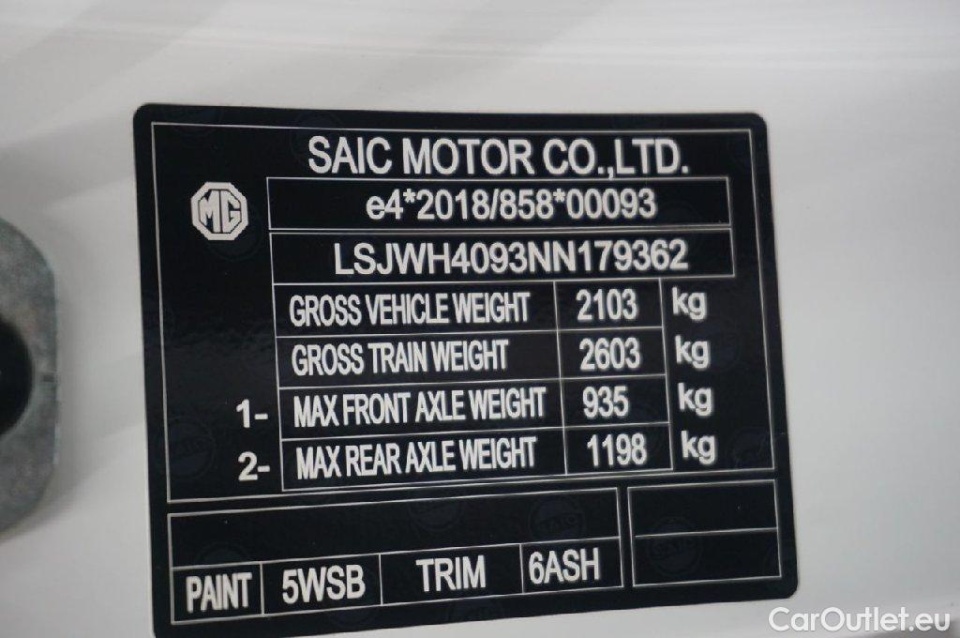 SAIC MOTOR CO.,LTD.
MG
e4*2018/858*00093
LSJWH4093NN179362
GROSS VEHICLE WEIGHT 2103 kg
GROSS TRAIN WEIGHT 2603 kg
1- MAX FRONT AXLE WEIGHT 935 kg
2- MAX REAR AXLE WEIGHT 1198 kg
PAINT 5WSB TRIM 6ASH
CarOutlet.eu